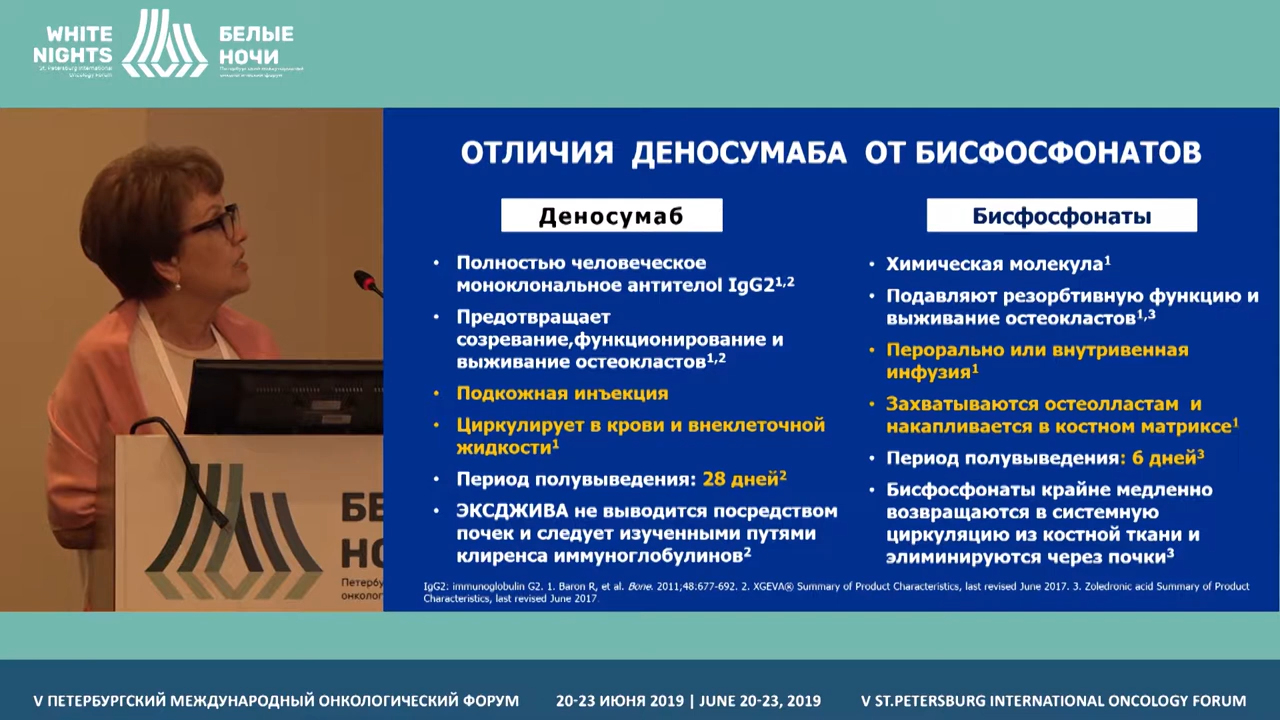 WHITE
NIGHTS
St. Petersburg International
Oncology Forum
БЕЛЫЕ
НОЧИ
Петербургский международный
онкологический форум
ОТЛИЧИЯ ДЕНОСУМАБА ОТ БИСФОСФОНАТОВ
Деносумаб
• Полностью человеческое
моноклональное антителоl IgG2¹,²
• Предотвращает
созревание,функционирование и
выживание остеокластов¹,²
• Подкожная инъекция
• Циркулирует в крови и внеклеточной
жидкости¹
• Период полувыведения: 28 дней²
• ЭКСДЖИВА не выводится посредством
почек и следует изученными путями
клиренса иммуноглобулинов²
Бисфосфонаты
• Химическая молекула¹
• Подавляют резорбтивную функцию и
выживание остеокластов¹,³
• Перорально или внутривенная
инфузия¹
• Захватываются остеолластам и
накапливается в костном матриксе¹
• Период полувыведения: 6 дней³
• Бисфосфонаты крайне медленно
возвращаются в системную
циркуляцию из костной ткани и
элиминируются через почки³
IgG2: immunoglobulin G2. 1. Baron R, et al. Bone. 2011;48:677-692. 2. XGEVA® Summary of Product Characteristics, last revised June 2017. 3. Zoledronic acid Summary of Product
Characteristics, last revised June 2017.
БЕ
НО
Петербу
онколог
V ПЕТЕРБУРГСКИЙ МЕЖДУНАРОДНЫЙ ОНКОЛОГИЧЕСКИЙ ФОРУМ 20-23 ИЮНЯ 2019 | JUNE 20-23, 2019 V ST.PETERSBURG INTERNATIONAL ONCOLOGY FORUM